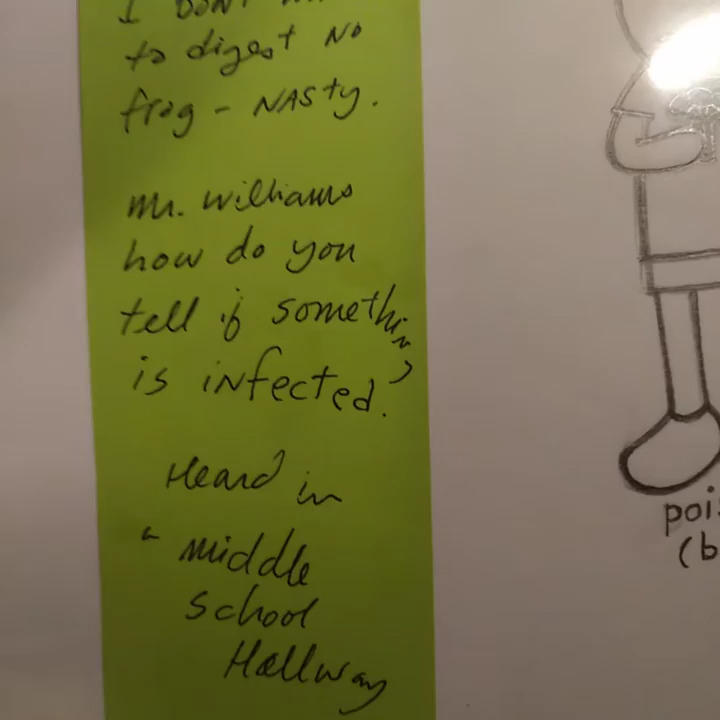 I DON'T
to digest No
frog - NASty.
Mr. Williams
how do you
tell if somethin
is infected?
Heard in
a middle
school
Hallway
poi
(b